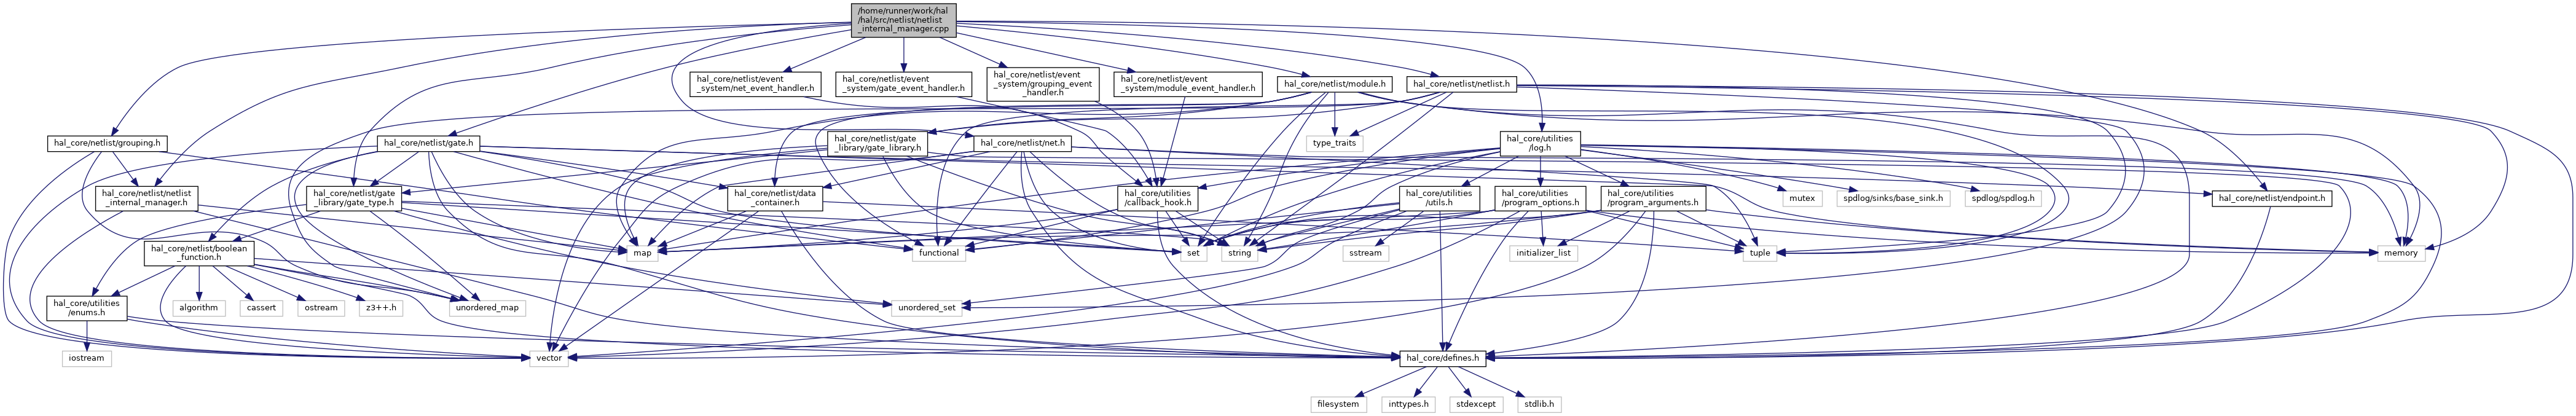 /home/runner/work/hal
/hal/src/netlist/netlist
_internal_manager.cpp
hal_core/netlist/event
_system/net_event_handler.h
hal_core/netlist/event
_system/gate_event_handler.h
hal_core/netlist/event
_system/grouping_event
_handler.h
hal_core/netlist/event
_system/module_event_handler.h
hal_core/netlist/module.h
hal_core/netlist/netlist.h
hal_core/netlist/grouping.h
hal_core/netlist/gate.h
hal_core/netlist/gate
_library/gate_library.h
hal_core/netlist/net.h
type_traits
hal_core/utilities
/log.h
hal_core/netlist/netlist
_internal_manager.h
hal_core/netlist/gate
_library/gate_type.h
hal_core/netlist/data
_container.h
hal_core/utilities
/callback_hook.h
hal_core/utilities
/utils.h
hal_core/utilities
/program_options.h
hal_core/utilities
/program_arguments.h
mutex
spdlog/sinks/base_sink.h
spdlog/spdlog.h
hal_core/netlist/endpoint.h
hal_core/netlist/boolean
_function.h
map
functional
set
string
sstream
initializer_list
tuple
memory
hal_core/utilities
/enums.h
algorithm
cassert
ostream
z3++.h
unordered_map
unordered_set
iostream
vector
hal_core/defines.h
filesystem
inttypes.h
stdexcept
stdlib.h